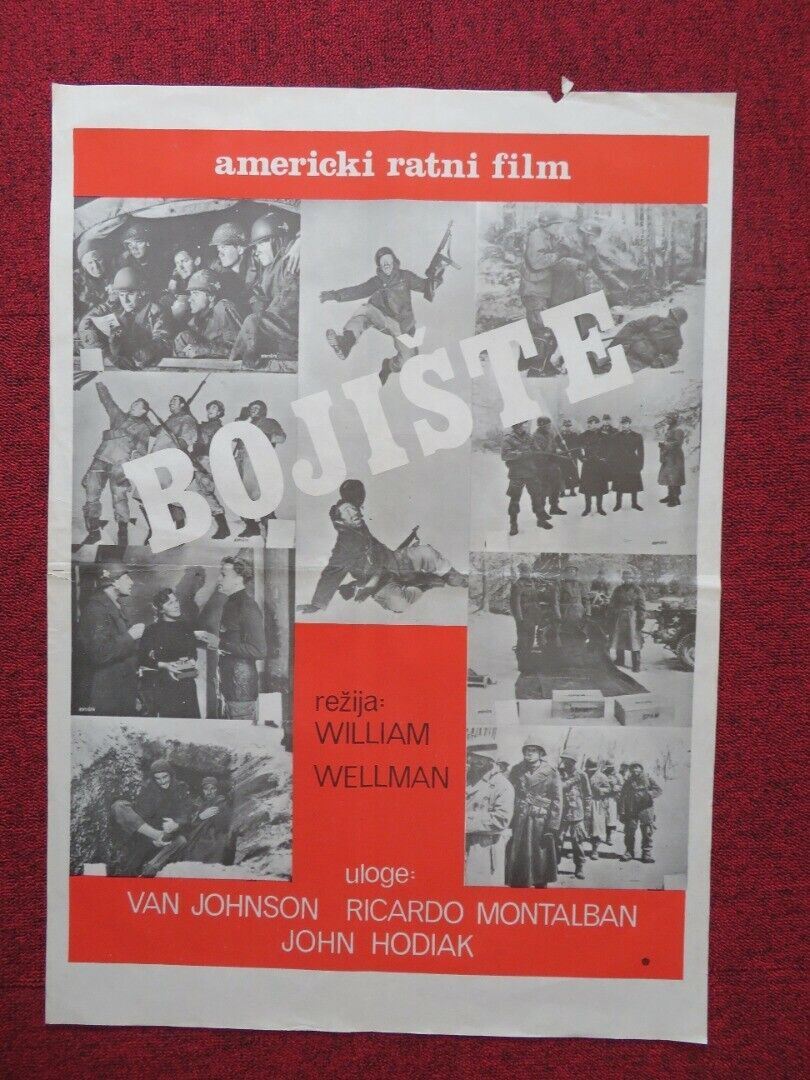 americki ratni film
BOJIŠTE
režija:
WILLIAM
WELLMAN
uloge:
VAN JOHNSON RICARDO MONTALBAN
JOHN HODIAK